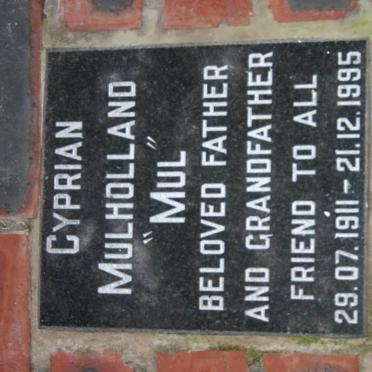 CYPRIAN
MULHOLLAND
"MUL"
BELOVED FATHER
AND GRANDFATHER
FRIEND TO ALL
29.07.1911 - 21.12.1995